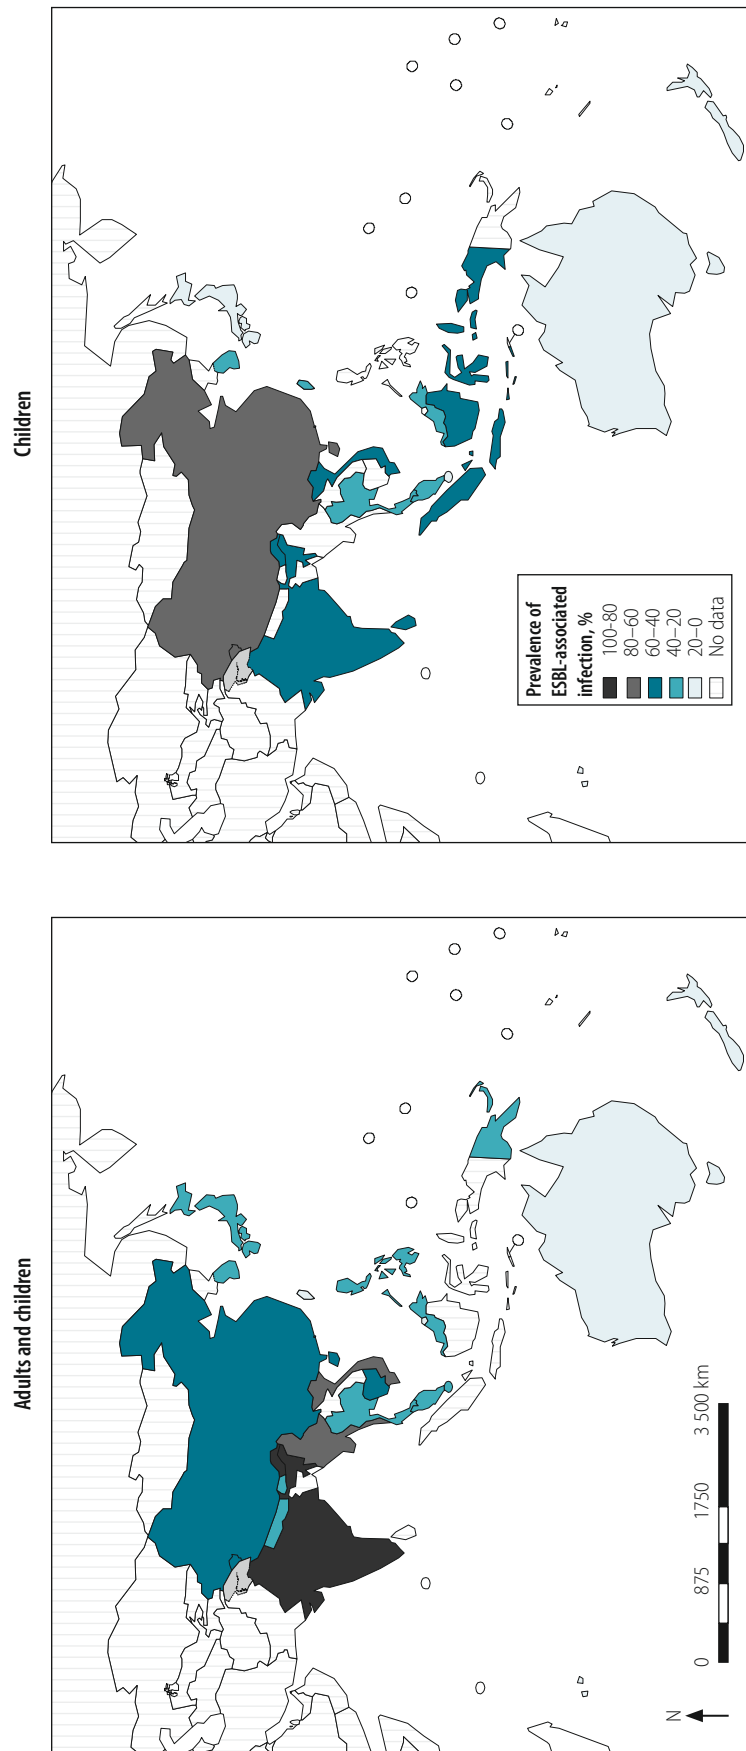 Adults and children
Children
Prevalence of
ESBL-associated
infection, %
100-80
80–60
60–40
40–20
20–0
No data
N
0 875 1750 3 500 km